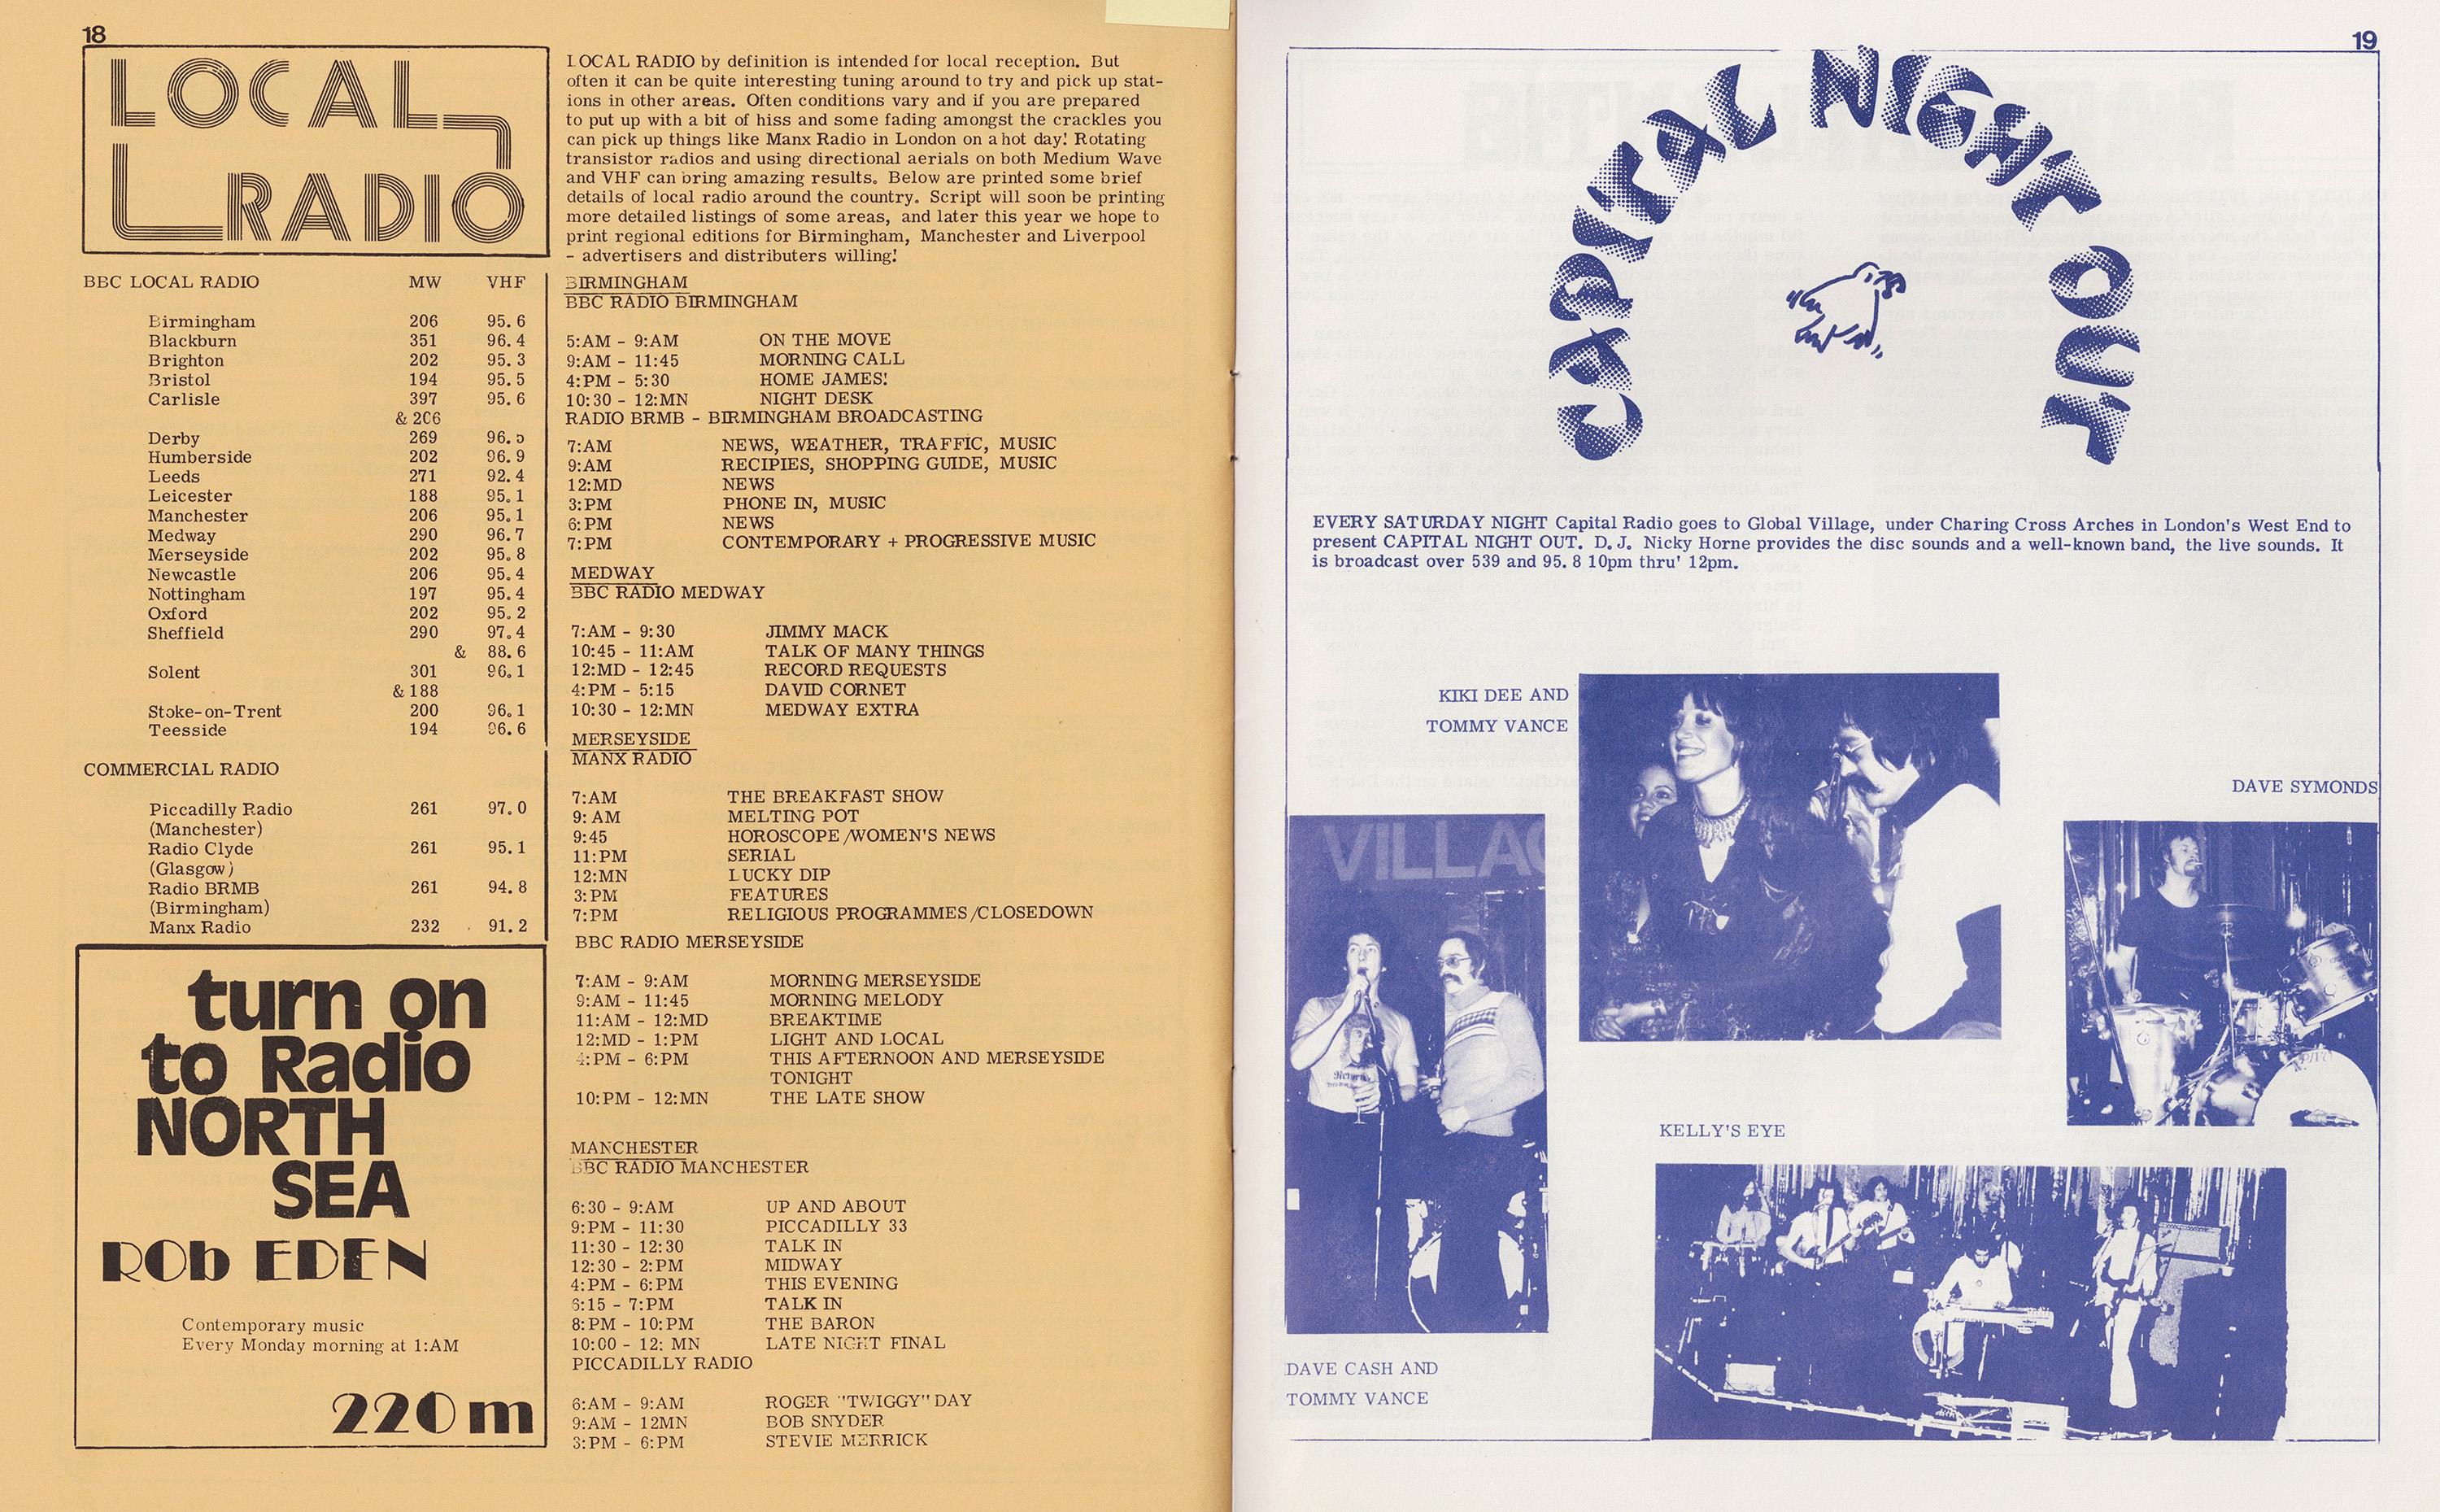 18
LOCAL
RADIO
LOCAL RADIO by definition is intended for local reception. But
often it can be quite interesting tuning around to try and pick up stat-
ions in other areas. Often conditions vary and if you are prepared
to put up with a bit of hiss and some fading amongst the crackles you
can pick up things like Manx Radio in London on a hot day! Rotating
transistor radios and using directional aerials on both Medium Wave
and VHF can bring amazing results. Below are printed some brief
details of local radio around the country. Script will soon be printing
more detailed listings of some areas, and later this year we hope to
print regional editions for Birmingham, Manchester and Liverpool
- advertisers and distributers willing!
BBC LOCAL RADIO MW VHF
Birmingham 206 95.6
Blackburn 351 96.4
Brighton 202 95.3
Bristol 194 95.5
Carlisle 397 95.6
& 206
Derby 269 96.5
Humberside 202 96.9
Leeds 271 92.4
Leicester 188 95.1
Manchester 206 95.1
Medway 290 96.7
Merseyside 202 95.8
Newcastle 206 95.4
Nottingham 197 95.4
Oxford 202 95.2
Sheffield 290 97.4
& 88.6
Solent 301 96.1
& 188
Stoke-on-Trent 200 96.1
Teesside 194 96.6
COMMERCIAL RADIO
Piccadilly Radio 261 97.0
(Manchester)
Radio Clyde 261 95.1
(Glasgow)
Radio BRMB 261 94.8
(Birmingham)
Manx Radio 232 91.2
turn on
to Radio
NORTH
SEA
ROb EDEN
Contemporary music
Every Monday morning at 1:AM
220 m
BIRMINGHAM
BBC RADIO BIRMINGHAM
5:AM - 9:AM ON THE MOVE
9:AM - 11:45 MORNING CALL
4:PM - 5:30 HOME JAMES!
10:30 - 12:MN NIGHT DESK
RADIO BRMB - BIRMINGHAM BROADCASTING
7:AM NEWS, WEATHER, TRAFFIC, MUSIC
9:AM RECIPIES, SHOPPING GUIDE, MUSIC
12:MD NEWS
3:PM PHONE IN, MUSIC
6:PM NEWS
7:PM CONTEMPORARY + PROGRESSIVE MUSIC
MEDWAY
BBC RADIO MEDWAY
7:AM - 9:30 JIMMY MACK
10:45 - 11:AM TALK OF MANY THINGS
12:MD - 12:45 RECORD REQUESTS
4:PM - 5:15 DAVID CORNET
10:30 - 12:MN MEDWAY EXTRA
MERSEYSIDE
MANX RADIO
7:AM THE BREAKFAST SHOW
9:AM MELTING POT
9:45 HOROSCOPE/WOMEN'S NEWS
11:PM SERIAL
12:MN LUCKY DIP
3:PM FEATURES
7:PM RELIGIOUS PROGRAMMES/CLOSEDOWN
BBC RADIO MERSEYSIDE
7:AM - 9:AM MORNING MERSEYSIDE
9:AM - 11:45 MORNING MELODY
11:AM - 12:MD BREAKTIME
12:MD - 1:PM LIGHT AND LOCAL
4:PM - 6:PM THIS AFTERNOON AND MERSEYSIDE
TONIGHT
10:PM - 12:MN THE LATE SHOW
MANCHESTER
BBC RADIO MANCHESTER
6:30 - 9:AM UP AND ABOUT
9:PM - 11:30 PICCADILLY 33
11:30 - 12:30 TALK IN
12:30 - 2:PM MIDWAY
4:PM - 6:PM THIS EVENING
6:15 - 7:PM TALK IN
8:PM - 10:PM THE BARON
10:00 - 12: MN LATE NIGHT FINAL
PICCADILLY RADIO
6:AM - 9:AM ROGER "TWIGGY" DAY
9:AM - 12MN BOB SNYDER
3:PM - 6:PM STEVIE MERRICK
19
CAPITAL NIGHT OUT
EVERY SATURDAY NIGHT Capital Radio goes to Global Village, under Charing Cross Arches in London's West End to
present CAPITAL NIGHT OUT. D.J. Nicky Horne provides the disc sounds and a well-known band, the live sounds. It
is broadcast over 539 and 95.8 10pm thru' 12pm.
KIKI DEE AND
TOMMY VANCE
DAVE SYMONDS
VILLAG
KELLY'S EYE
DAVE CASH AND
TOMMY VANCE